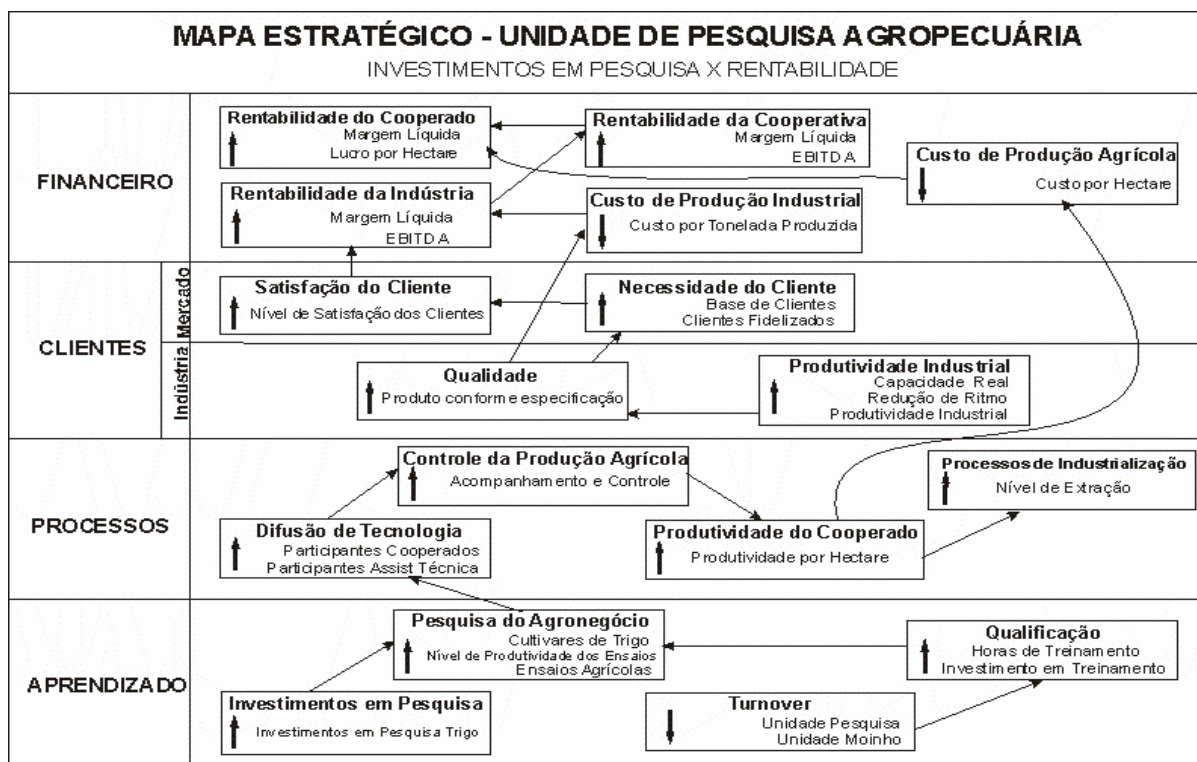 MAPA ESTRATÉGICO - UNIDADE DE PESQUISA AGROPECUÁRIA
INVESTIMENTOS EM PESQUISA X RENTABILIDADE
FINANCEIRO
Rentabilidade do Cooperado
Margem Líquida
Lucro por Hectare
Rentabilidade da Cooperativa
Margem Líquida
EBITDA
Custo de Produção Agrícola
Custo por Hectare
Rentabilidade da Indústria
Margem Líquida
EBITDA
Custo de Produção Industrial
Custo por Tonelada Produzida
CLIENTES
Mercado
Satisfação do Cliente
Nível de Satisfação dos Clientes
Necessidade do Cliente
Base de Clientes
Clientes Fidelizados
Indústria
Qualidade
Produto conforme especificação
Produtividade Industrial
Capacidade Real
Redução de Ritmo
Produtividade Industrial
PROCESSOS
Controle da Produção Agrícola
Acompanhamento e Controle
Processos de Industrialização
Nível de Extração
Difusão de Tecnologia
Participantes Cooperados
Participantes Assist Técnica
Produtividade do Cooperado
Produtividade por Hectare
APRENDIZADO
Pesquisa do Agronegócio
Cultivares de Trigo
Nível de Produtividade dos Ensaios
Ensaios Agrícolas
Qualificação
Horas de Treinamento
Investimento em Treinamento
Investimentos em Pesquisa
Investimentos em Pesquisa Trigo
Turnover
Unidade Pesquisa
Unidade Moinho